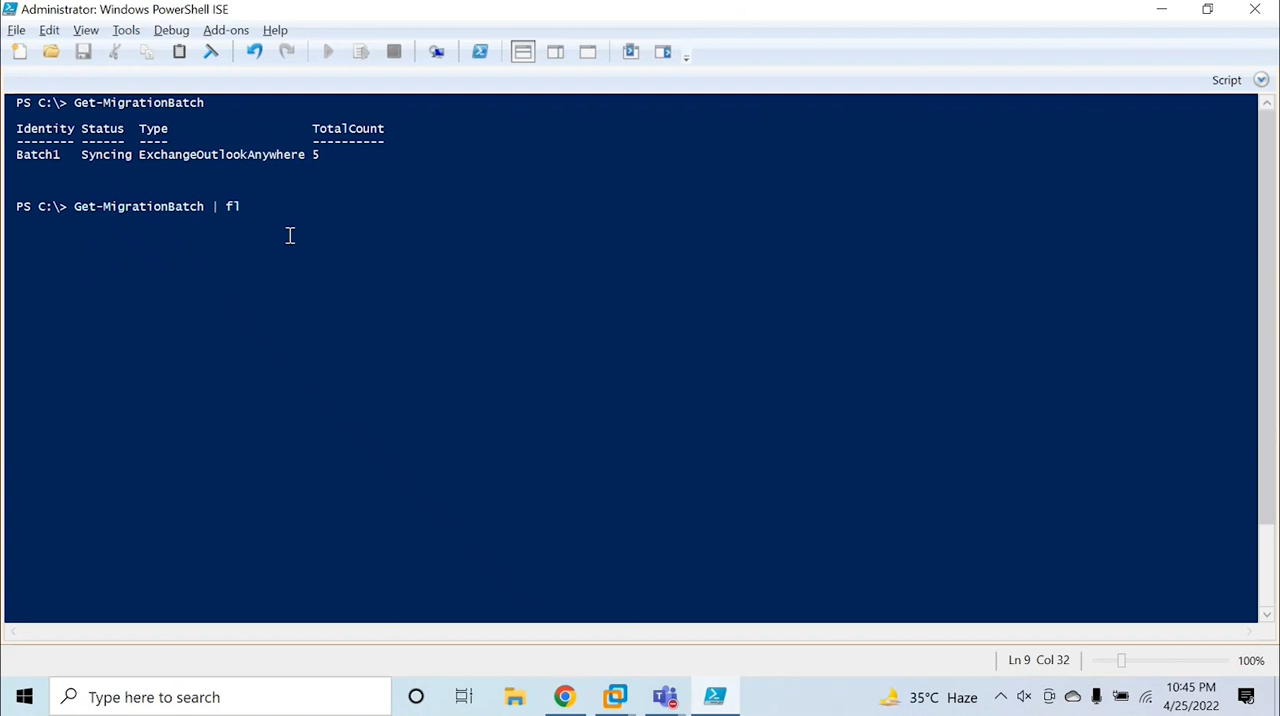 Administrator: Windows PowerShell ISE
File Edit View Tools Debug Add-ons Help
Script
PS C:\> Get-MigrationBatch
Identity Status Type TotalCount
-------- ------ ---- ----------
Batch1 Syncing ExchangeOutlookAnywhere 5
PS C:\> Get-MigrationBatch | fl
Ln 9 Col 32 100%
Type here to search
35°C Haze
10:45 PM
4/25/2022